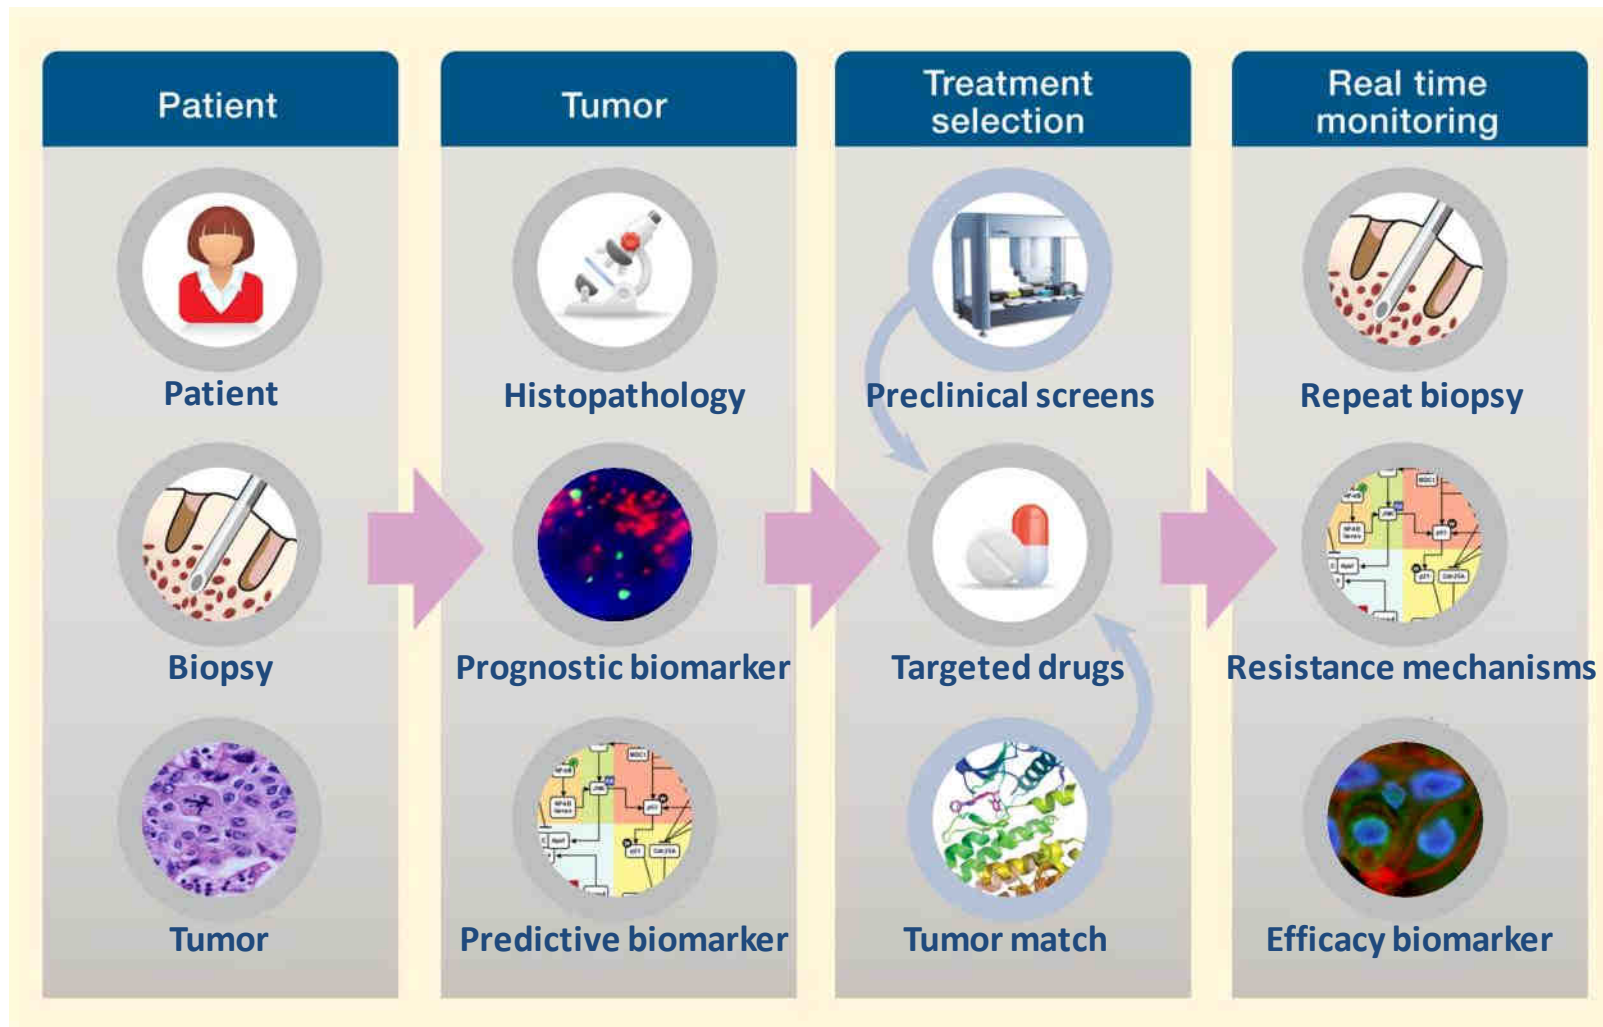 Patient
Tumor
Treatment
selection
Real time
monitoring
Patient
Histopathology
Preclinical screens
Repeat biopsy
Biopsy
Prognostic biomarker
Targeted drugs
Resistance mechanisms
Tumor
Predictive biomarker
Tumor match
Efficacy biomarker